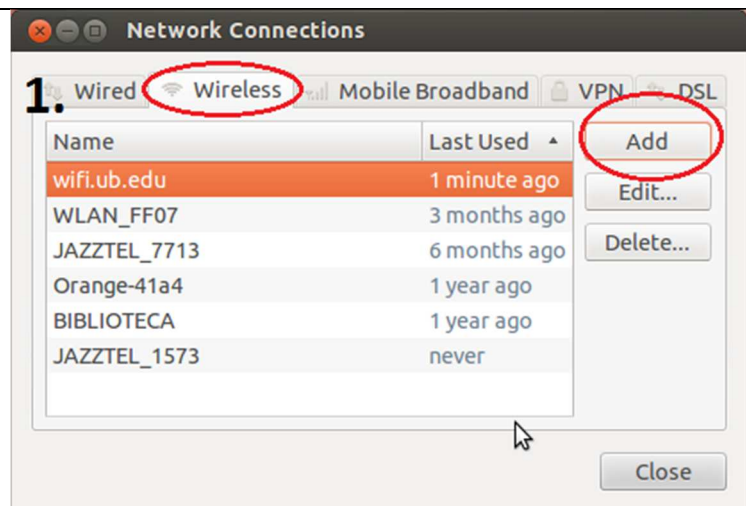 Network Connections
1. Wired Wireless Mobile Broadband VPN DSL
Name Last Used Add
wifi.ub.edu 1 minute ago Edit...
WLAN_FF07 3 months ago
JAZZTEL_7713 6 months ago Delete...
Orange-41a4 1 year ago
BIBLIOTECA 1 year ago
JAZZTEL_1573 never
Close